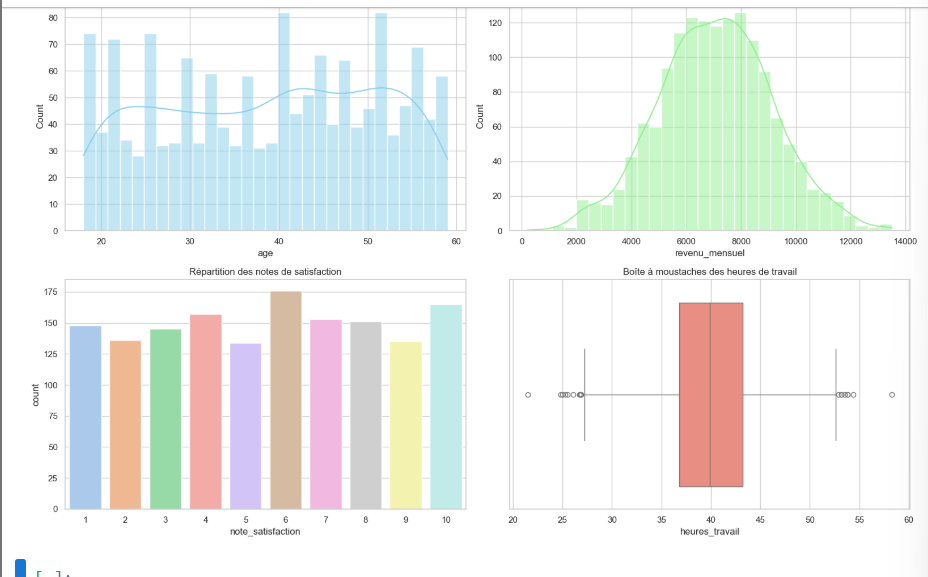 80
70
60
50
40
30
20
10
0
Count
20 30 40 50 60
age
120
100
80
60
40
20
0
Count
0 2000 4000 6000 8000 10000 12000 14000
revenu_mensuel
Répartition des notes de satisfaction
175
150
125
100
75
50
25
0
count
1 2 3 4 5 6 7 8 9 10
note_satisfaction
Boîte à moustaches des heures de travail
20 25 30 35 40 45 50 55 60
heures_travail
[ ]: